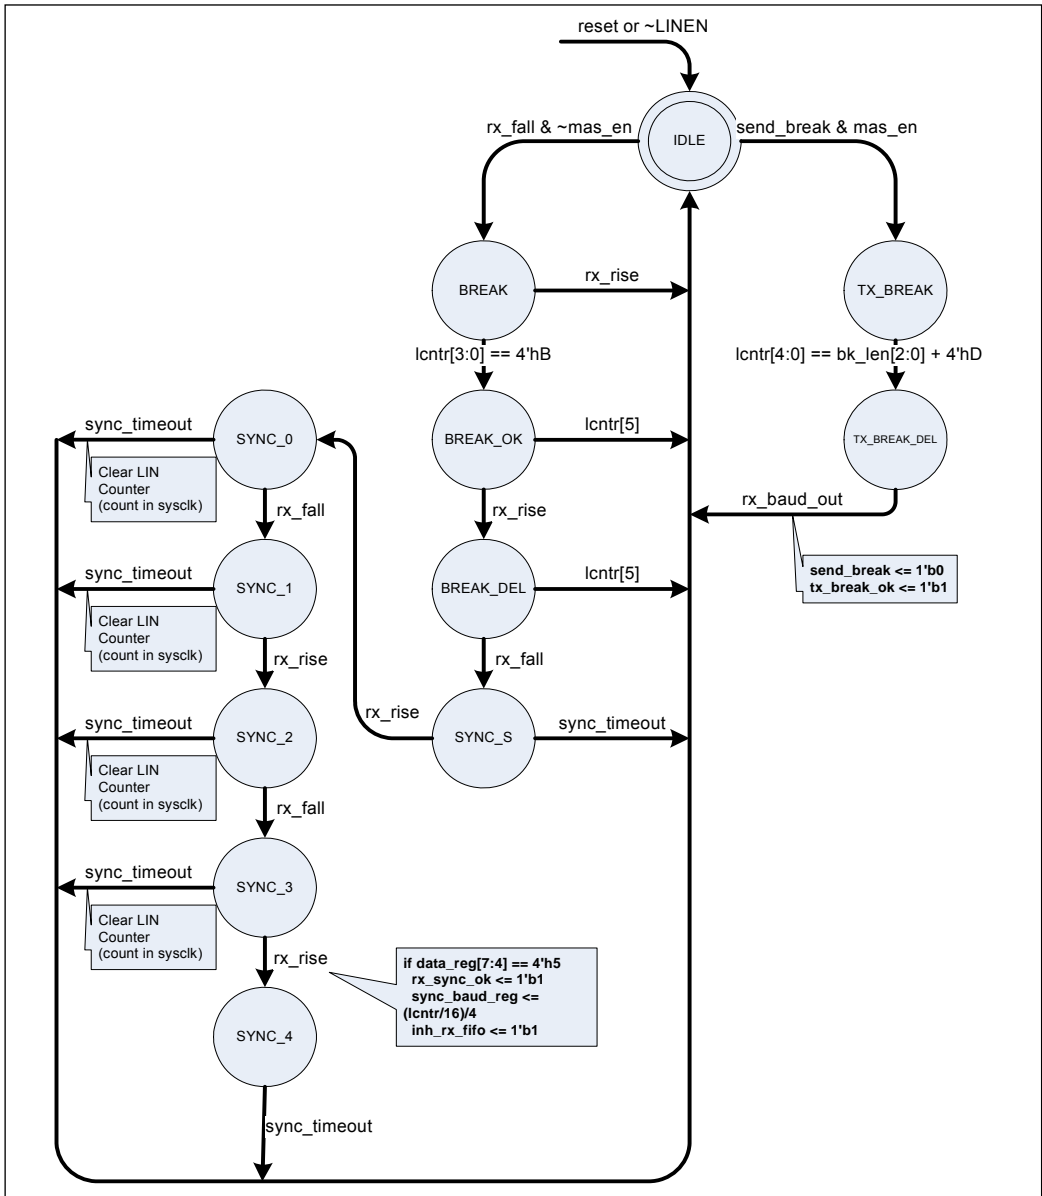 reset or ~LINEN
rx_fall & ~mas_en
IDLE
send_break & mas_en
BREAK
rx_rise
TX_BREAK
lcntr[3:0] == 4'hB
lcntr[4:0] == bk_len[2:0] + 4'hD
sync_timeout
SYNC_0
BREAK_OK
lcntr[5]
TX_BREAK_DEL
Clear LIN
Counter
(count in sysclk)
rx_fall
rx_rise
rx_baud_out
sync_timeout
SYNC_1
BREAK_DEL
lcntr[5]
send_break <= 1'b0
tx_break_ok <= 1'b1
Clear LIN
Counter
(count in sysclk)
rx_rise
rx_fall
sync_timeout
SYNC_2
rx_rise
SYNC_S
sync_timeout
Clear LIN
Counter
(count in sysclk)
rx_fall
sync_timeout
SYNC_3
Clear LIN
Counter
(count in sysclk)
rx_rise
if data_reg[7:4] == 4'h5
rx_sync_ok <= 1'b1
sync_baud_reg <=
(lcntr/16)/4
inh_rx_fifo <= 1'b1
SYNC_4
sync_timeout